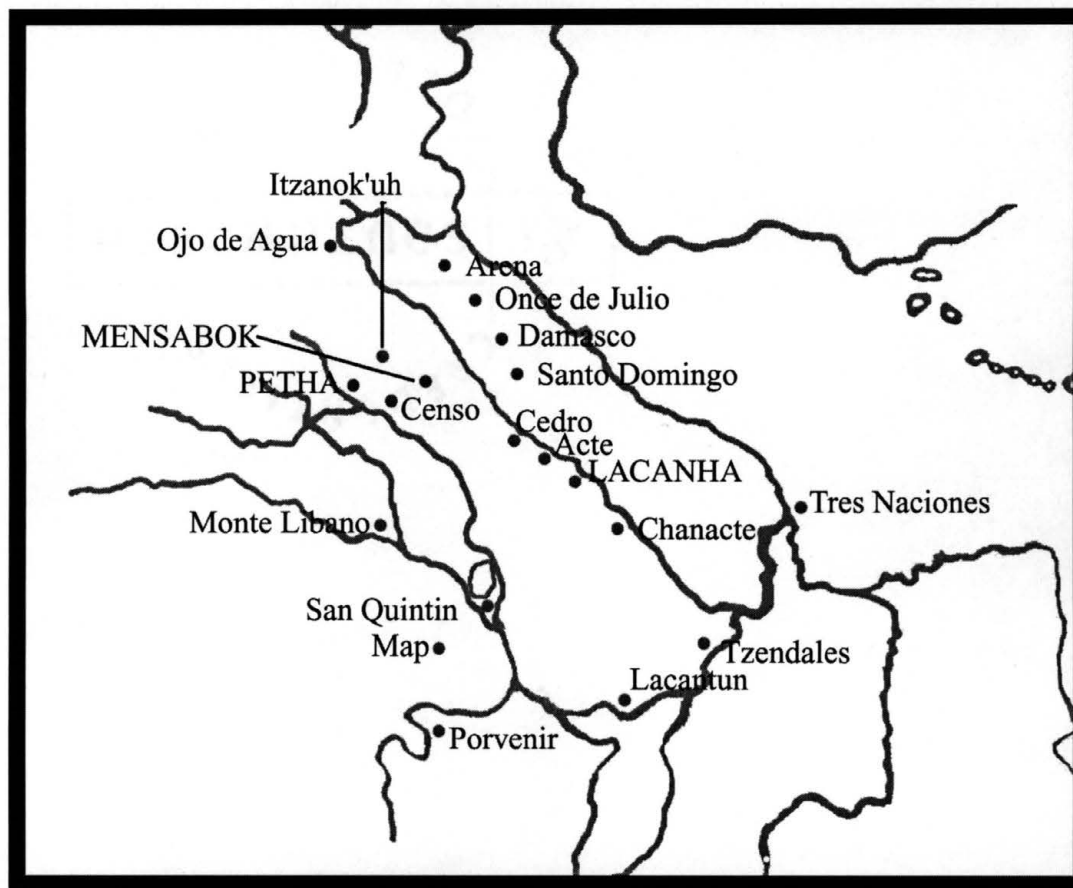 Itzanok'uh
Ojo de Agua
Arena
Once de Julio
MENSABOK
Damasco
PETHA
Santo Domingo
Censo
Cedro
Acte
LACANHA
Tres Naciones
Monte Libano
Chanacte
San Quintin
Map
Tzendales
Lacantun
Porvenir